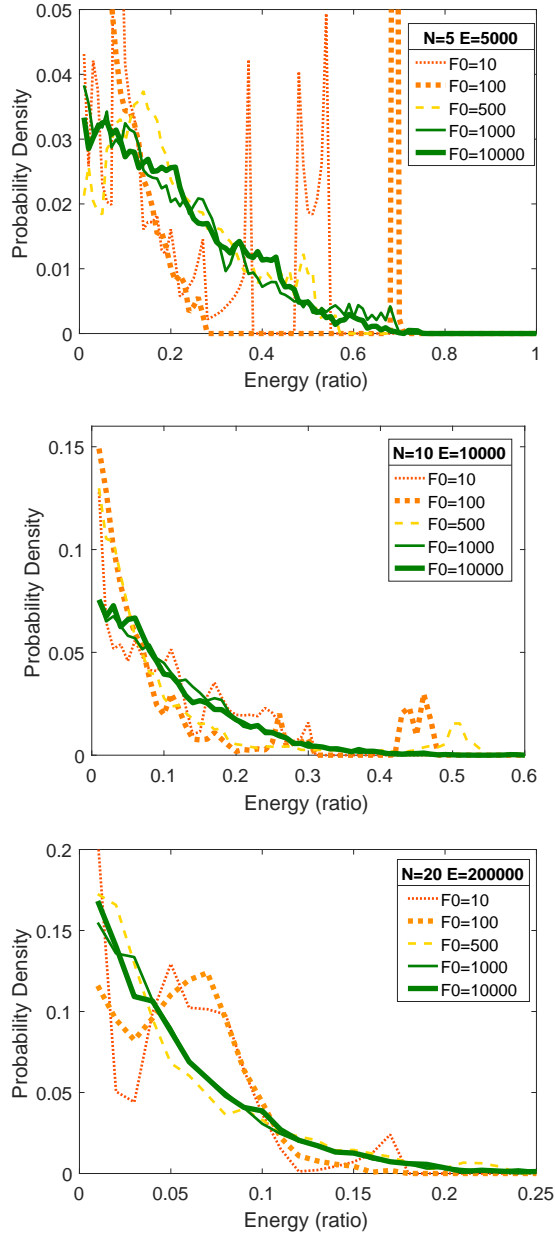 0.05
0.04
0.03
0.02
0.01
0
Probability Density
N=5 E=5000
F0=10
F0=100
F0=500
F0=1000
F0=10000
0 0.2 0.4 0.6 0.8 1
Energy (ratio)
0.15
0.1
0.05
0
Probability Density
N=10 E=10000
F0=10
F0=100
F0=500
F0=1000
F0=10000
0 0.1 0.2 0.3 0.4 0.5 0.6
Energy (ratio)
0.2
0.15
0.1
0.05
0
Probability Density
N=20 E=200000
F0=10
F0=100
F0=500
F0=1000
F0=10000
0 0.05 0.1 0.15 0.2 0.25
Energy (ratio)